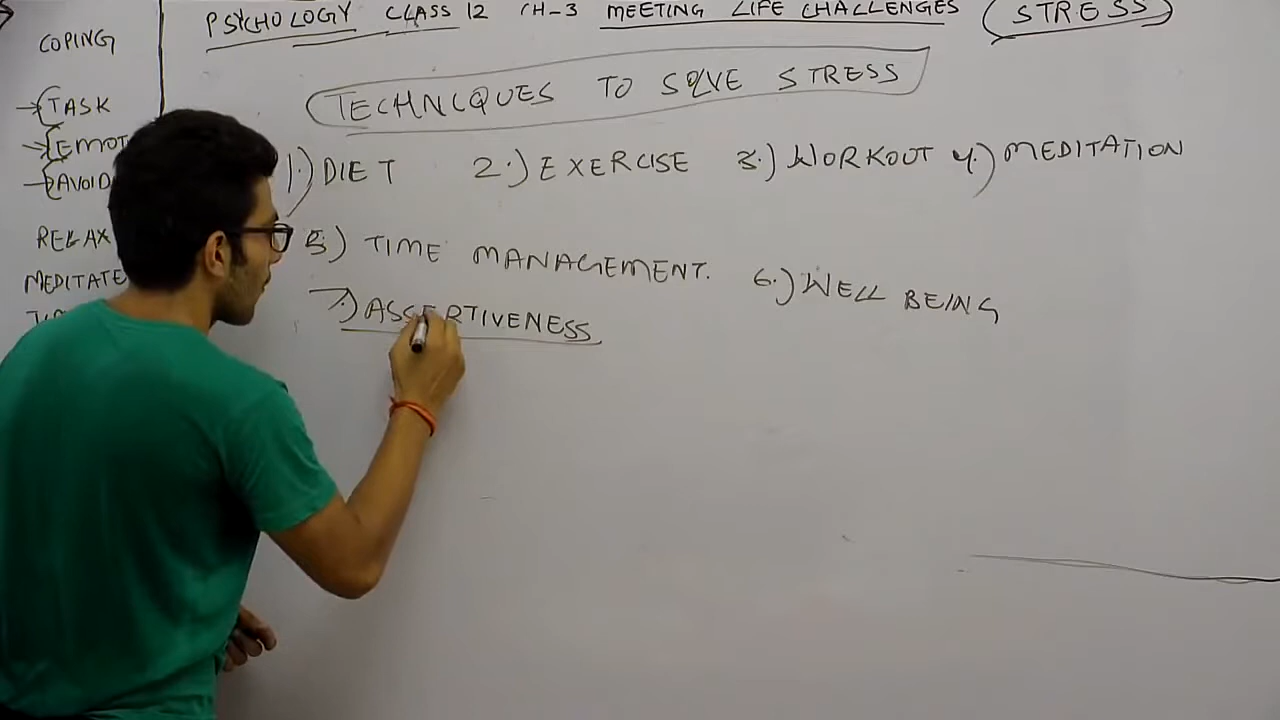 PSYCHOLOGY CLASS 12 CH-3 MEETING LIFE CHALLENGES (STRESS)
COPING
TASK
EMOT
AVOID
RELAX
MEDITATE
TECHNIQUES TO SOLVE STRESS
1.) DIET 2.) EXERCISE 3.) WORKOUT 4.) MEDITATION
5) TIME MANAGEMENT. 6.) WELL BEING
7.) ASSERTIVENESS